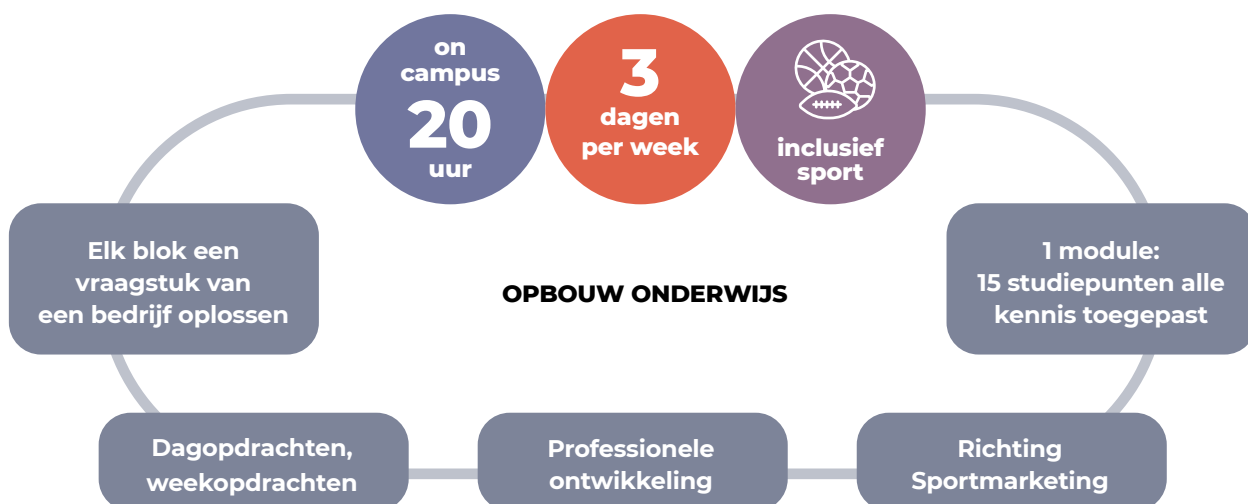 on
campus
20
uur
3
dagen
per week
inclusief
sport
Elk blok een
vraagstuk van
een bedrijf oplossen
OPBOUW ONDERWIJS
1 module:
15 studiepunten alle
kennis toegepast
Dagopdrachten,
weekopdrachten
Professionele
ontwikkeling
Richting
Sportmarketing